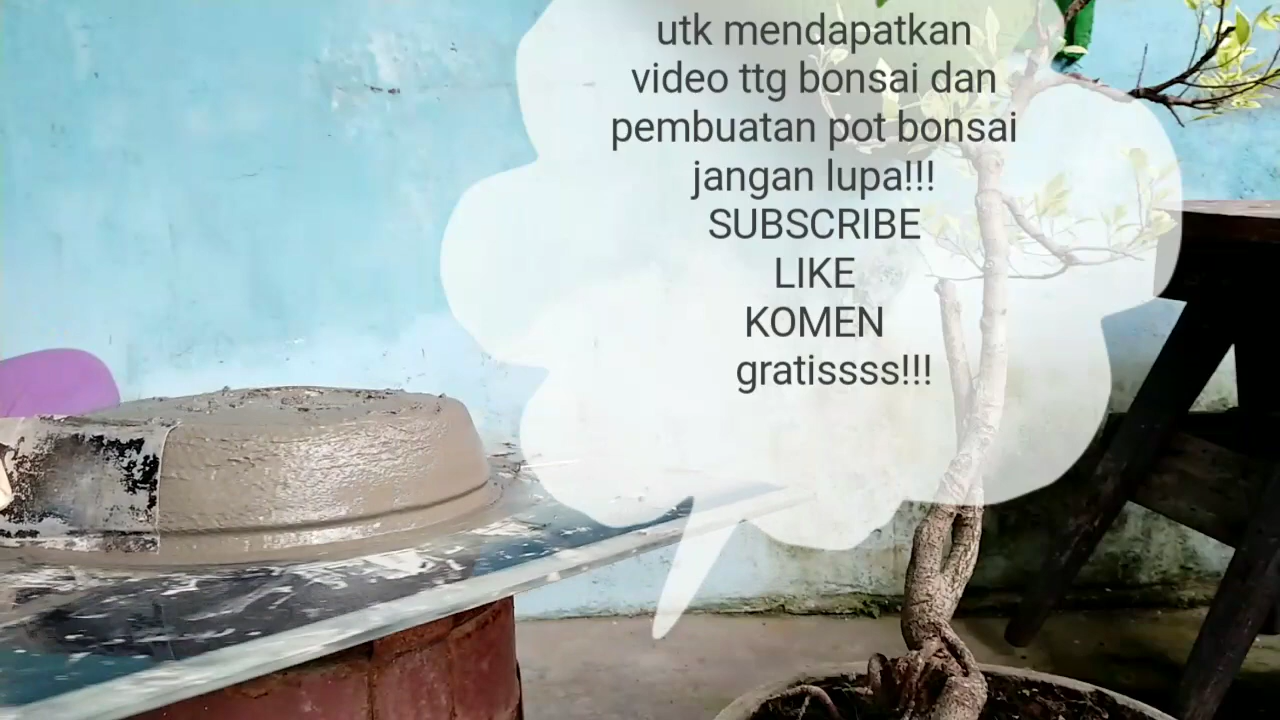 utk mendapatkan
video ttg bonsai dan
pembuatan pot bonsai
jangan lupa!!!
SUBSCRIBE
LIKE
KOMEN
gratissss!!!